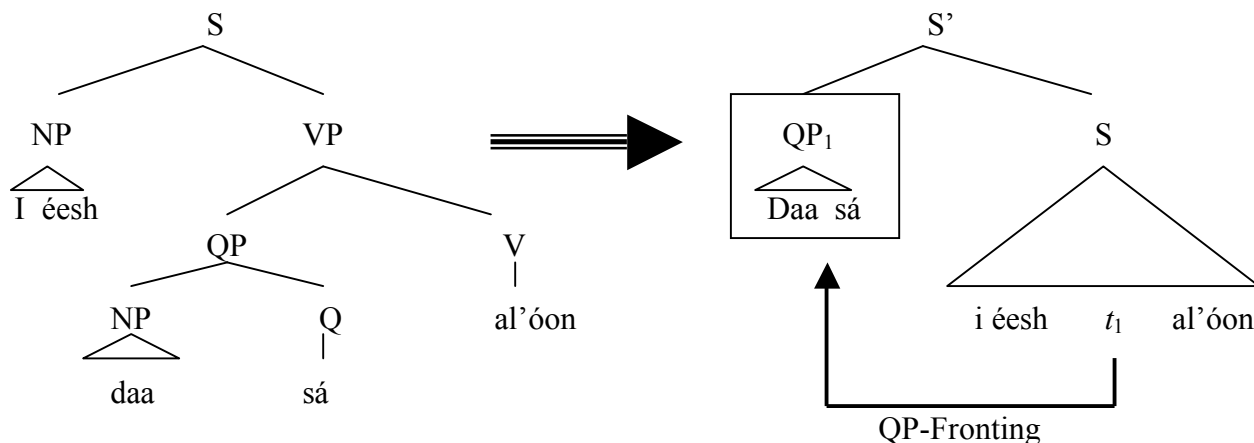 S S’
NP VP QP₁ S
I éesh Daa sá
QP V
NP Q al’óon i éesh t₁ al’óon
daa sá
QP-Fronting